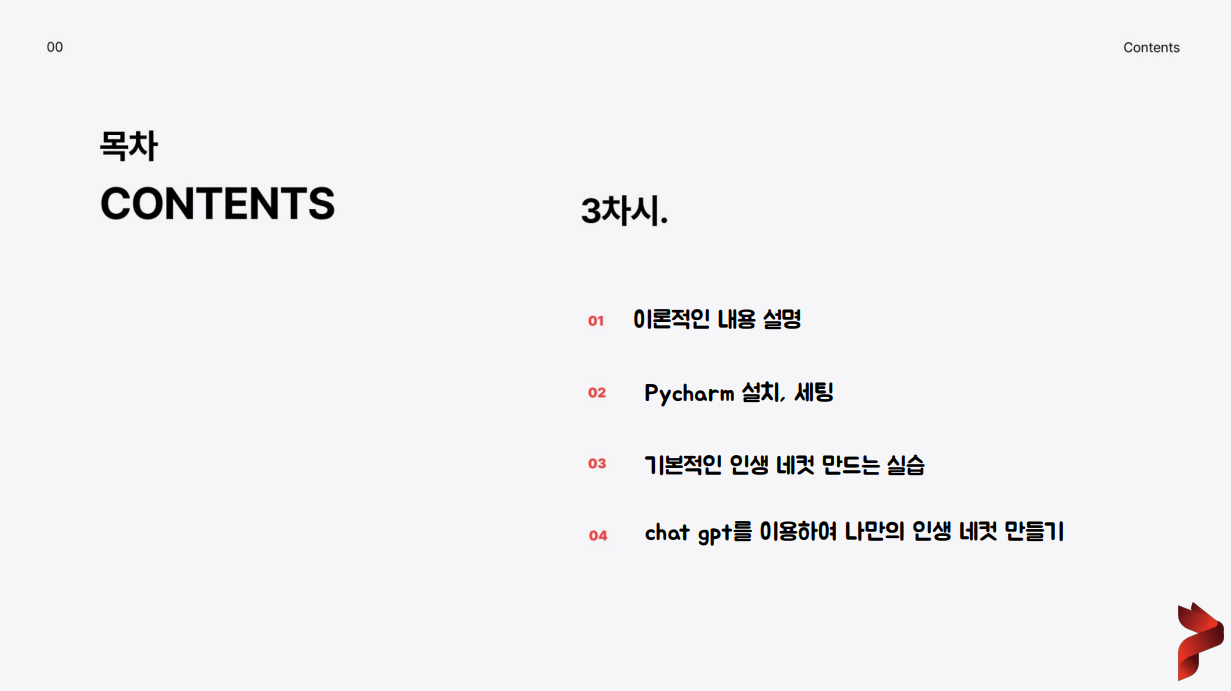 00
Contents
목차
CONTENTS
3차시.
01 이론적인 내용 설명
02 Pycharm 설치, 세팅
03 기본적인 인생 네컷 만드는 실습
04 chat gpt를 이용하여 나만의 인생 네컷 만들기